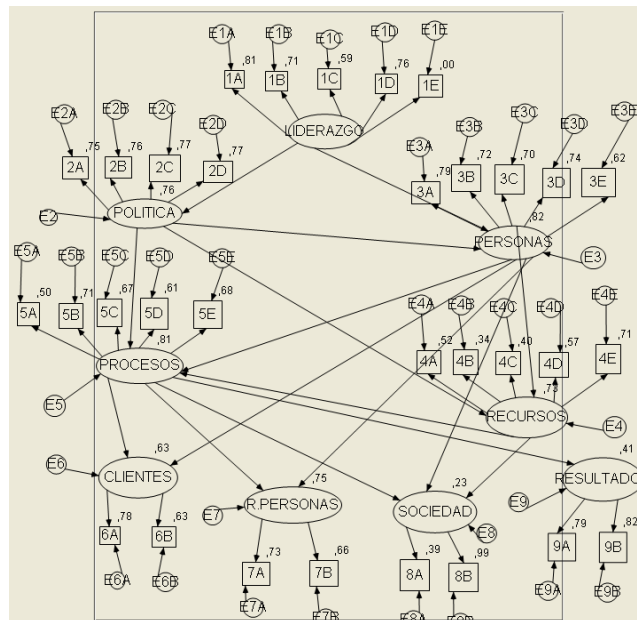 E1A E1B E1C E1D E1E
,81 ,71 ,59 ,76 ,00
1A 1B 1C 1D 1E
LIDERAZGO
E2A E2B E2C E2D
,75 ,76 ,77 ,77
2A 2B 2C 2D
,76
POLITICA
E2
E3A E3B E3C E3D E3E
,79 ,72 ,70 ,74 ,62
3A 3B 3C 3D 3E
,82
PERSONAS
E3
E5A E5B E5C E5D E5E
,50 ,71 ,67 ,61 ,68
5A 5B 5C 5D 5E
,81
PROCESOS
E5
E4A E4B E4C E4D E4E
,52 ,34 ,40 ,57 ,71
4A 4B 4C 4D 4E
,73
RECURSOS
E4
E6
,63
CLIENTES
,78 ,63
6A 6B
E6A E6B
E7
,75
R.PERSONAS
,73 ,66
7A 7B
E7A E7B
,23
SOCIEDAD
E8
,39 ,99
8A 8B
E8A
E9
,41
RESULTADO
,79 ,82
9A 9B
E9A E9B